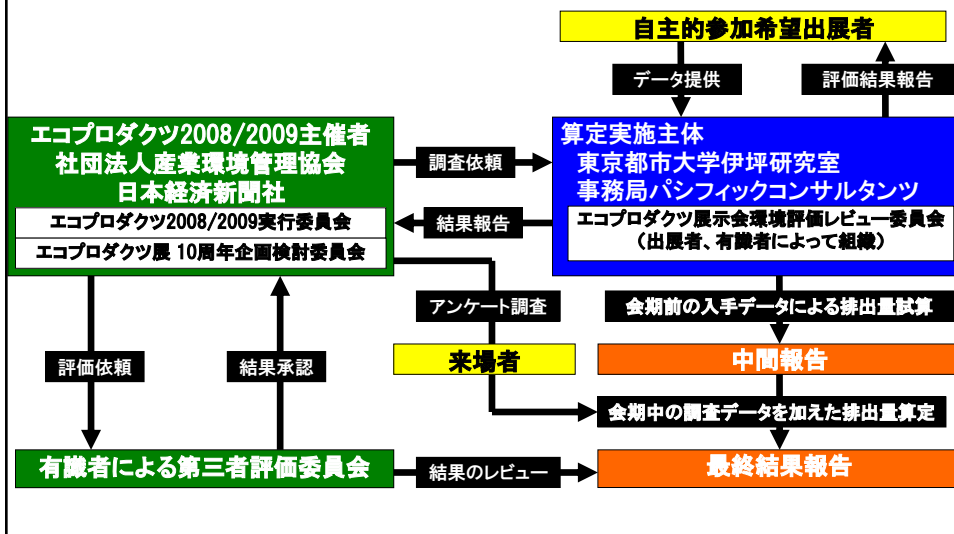 自主的参加希望出展者
データ提供
評価結果報告
エコプロダクツ2008/2009主催者
社団法人産業環境管理協会
日本経済新聞社
エコプロダクツ2008/2009実行委員会
エコプロダクツ展 10周年企画検討委員会
調査依頼
結果報告
算定実施主体
東京都市大学伊坪研究室
事務局パシフィックコンサルタンツ
エコプロダクツ展示会環境評価レビュー委員会
（出展者、有識者によって組織）
アンケート調査
会期前の入手データによる排出量試算
評価依頼
結果承認
来場者
中間報告
会期中の調査データを加えた排出量算定
有識者による第三者評価委員会
結果のレビュー
最終結果報告